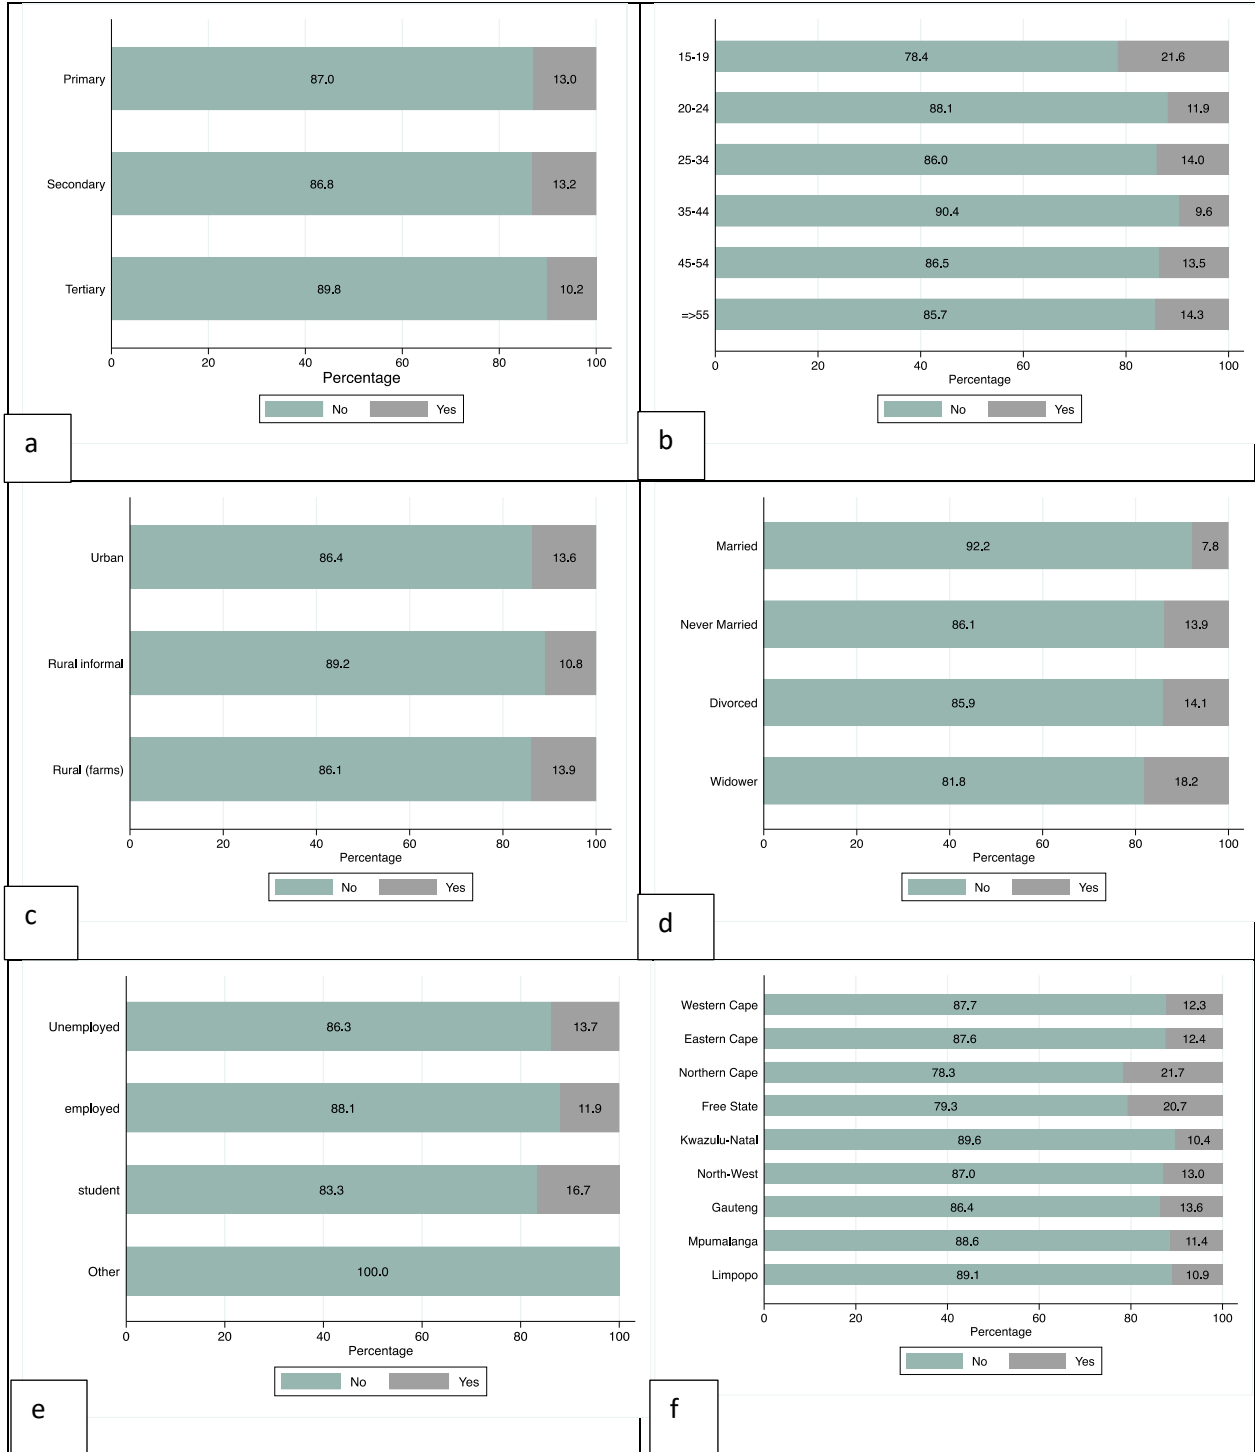 Primary 87.0 13.0
Secondary 86.8 13.2
Tertiary 89.8 10.2
0 20 40 60 80 100
Percentage
No Yes
a
15-19 78.4 21.6
20-24 88.1 11.9
25-34 86.0 14.0
35-44 90.4 9.6
45-54 86.5 13.5
=>55 85.7 14.3
0 20 40 60 80 100
Percentage
No Yes
b
Urban 86.4 13.6
Rural informal 89.2 10.8
Rural (farms) 86.1 13.9
0 20 40 60 80 100
Percentage
No Yes
c
Married 92.2 7.8
Never Married 86.1 13.9
Divorced 85.9 14.1
Widower 81.8 18.2
0 20 40 60 80 100
Percentage
No Yes
d
Unemployed 86.3 13.7
employed 88.1 11.9
student 83.3 16.7
Other 100.0
0 20 40 60 80 100
Percentage
No Yes
e
Western Cape 87.7 12.3
Eastern Cape 87.6 12.4
Northern Cape 78.3 21.7
Free State 79.3 20.7
Kwazulu-Natal 89.6 10.4
North-West 87.0 13.0
Gauteng 86.4 13.6
Mpumalanga 88.6 11.4
Limpopo 89.1 10.9
0 20 40 60 80 100
Percentage
No Yes
f